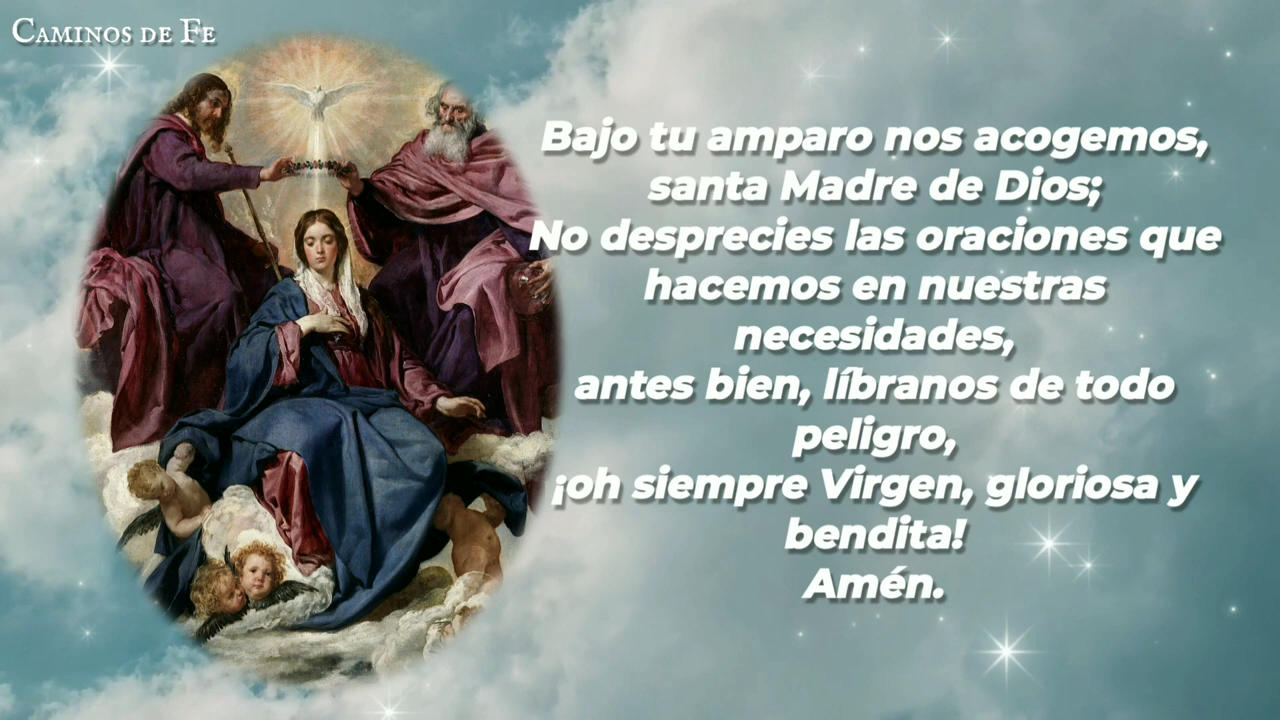 Caminos de Fe
Bajo tu amparo nos acogemos,
santa Madre de Dios;
No desprecies las oraciones que
hacemos en nuestras
necesidades,
antes bien, líbranos de todo
peligro,
¡oh siempre Virgen, gloriosa y
bendita!
Amén.